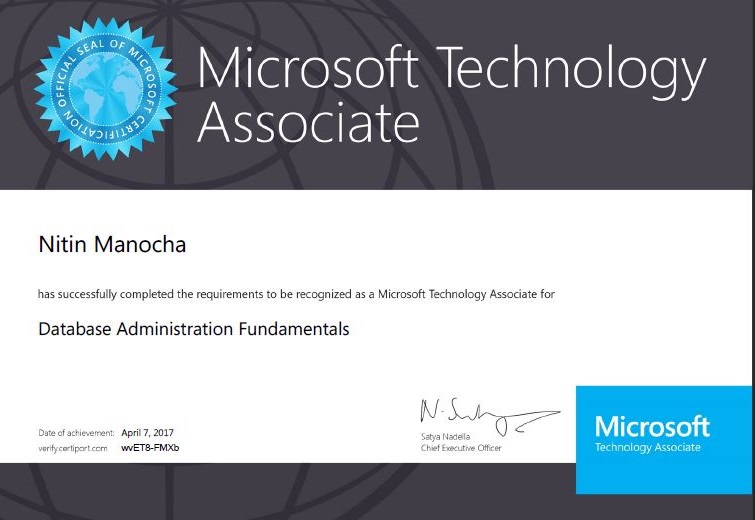 OFFICIAL SEAL OF MICROSOFT CERTIFICATION
Microsoft Technology
Associate
Nitin Manocha
has successfully completed the requirements to be recognized as a Microsoft Technology Associate for
Database Administration Fundamentals
Date of achievement: April 7, 2017
verify.certiport.com wvET8-FMXb
N. S
Satya Nadella
Chief Executive Officer
Microsoft
Technology Associate